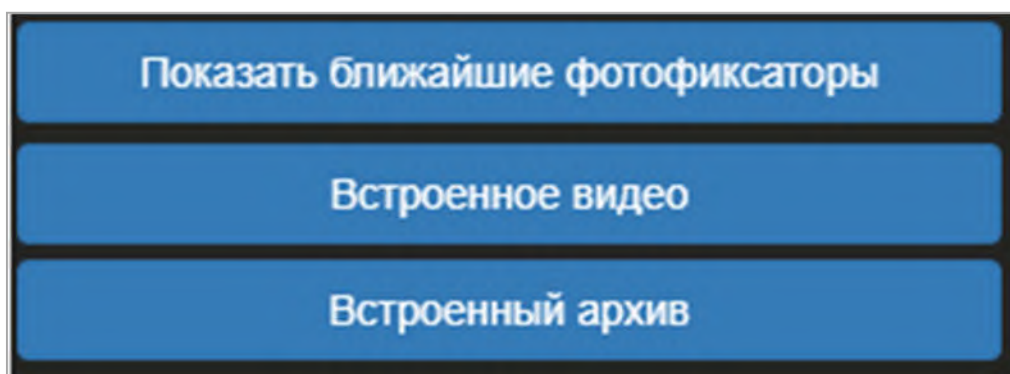 Показать ближайшие фотофиксаторы
Встроенное видео
Встроенный архив